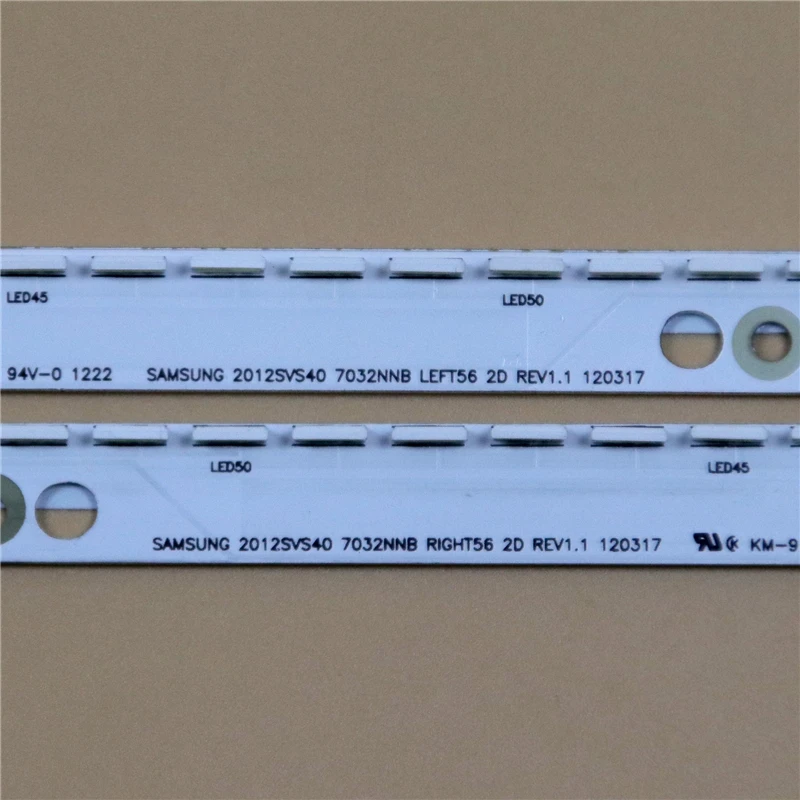 LED45 LED50
94V-0 1222 SAMSUNG 2012SVS40 7032NNB LEFT56 2D REV1.1 120317
LED50 LED45
SAMSUNG 2012SVS40 7032NNB RIGHT56 2D REV1.1 120317 KM-9